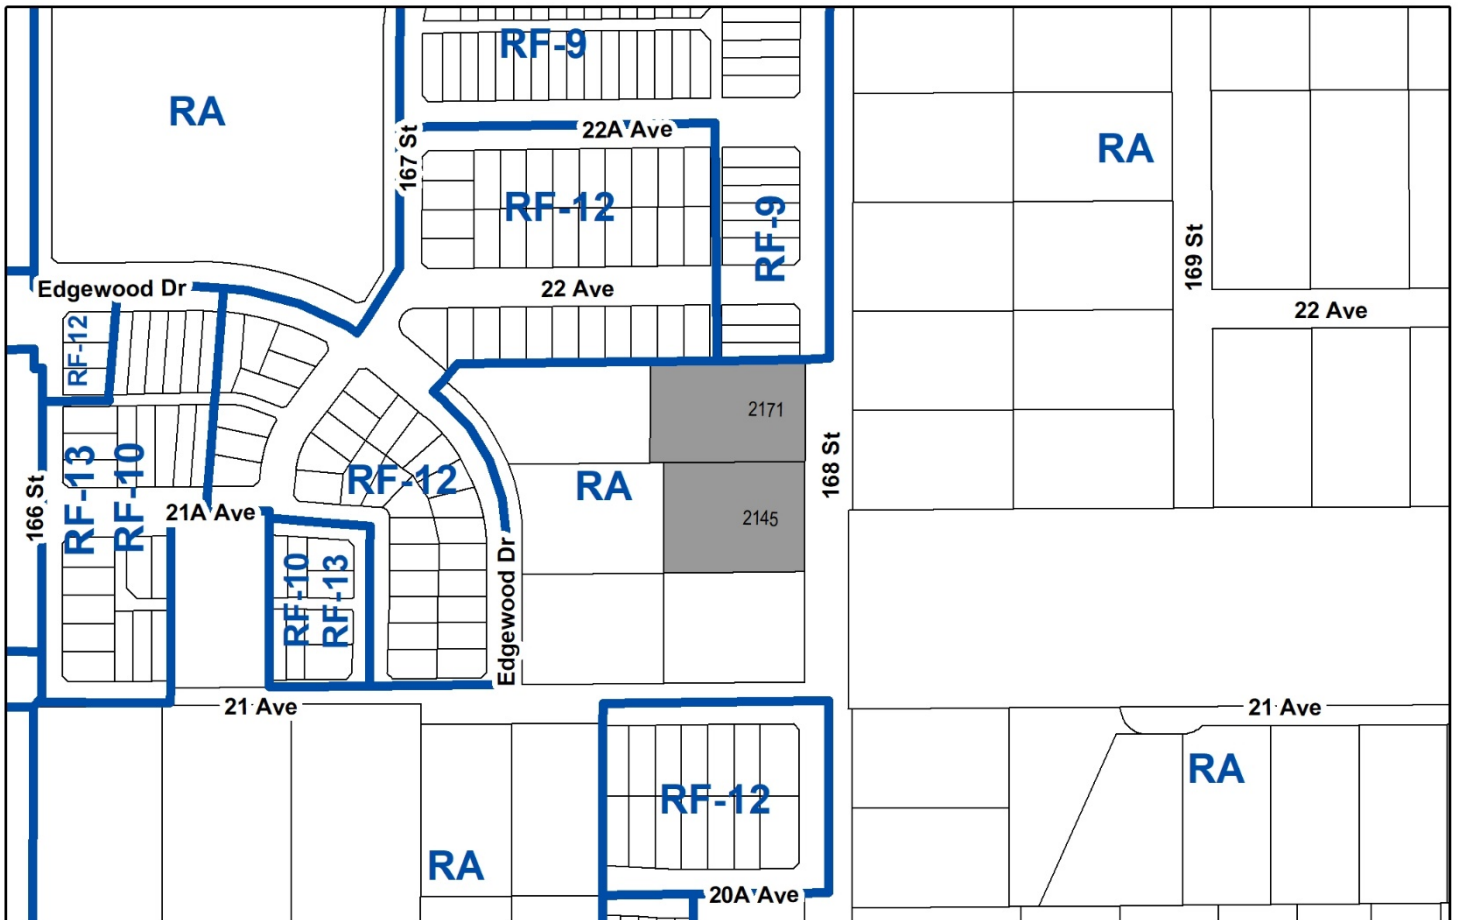 RF-9
RA
22A Ave
167 St
RA
RF-12
RF-9
169 St
Edgewood Dr
22 Ave
22 Ave
RF-12
2171
168 St
RF-13
RF-10
RF-12
RA
166 St
21A Ave
2145
RF-10
RF-13
Edgewood Dr
21 Ave
21 Ave
RA
RF-12
RA
20A Ave